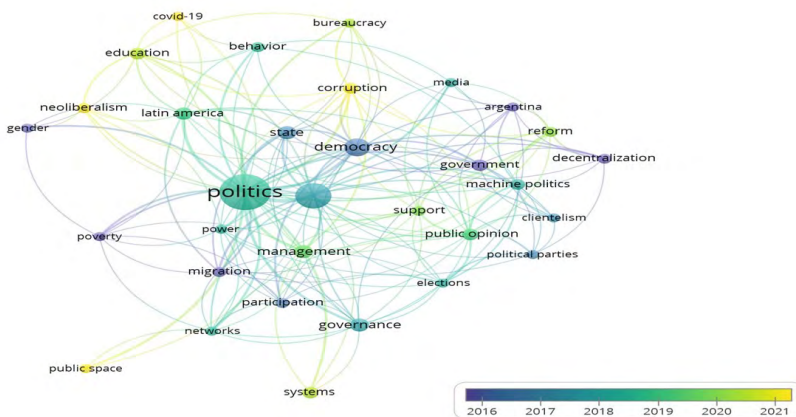 covid-19
bureaucracy
behavior
education
media
corruption
neoliberalism
argentina
latin america
gender
reform
state
democracy
decentralization
government
machine politics
politics
support
clientelism
power
public opinion
poverty
management
political parties
migration
elections
participation
governance
networks
public space
systems
2016 2017 2018 2019 2020 2021